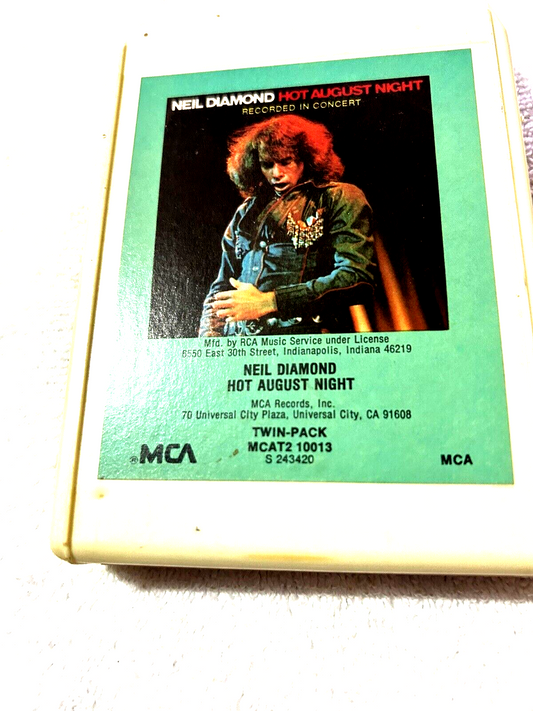 NEIL DIAMOND HOT AUGUST NIGHT
RECORDED IN CONCERT
Mfd. by RCA Music Service under License
6550 East 30th Street, Indianapolis, Indiana 46219
NEIL DIAMOND
HOT AUGUST NIGHT
MCA Records, Inc.
70 Universal City Plaza, Universal City, CA 91608
TWIN-PACK
MCAT2 10013
S 243420
®MCA
MCA